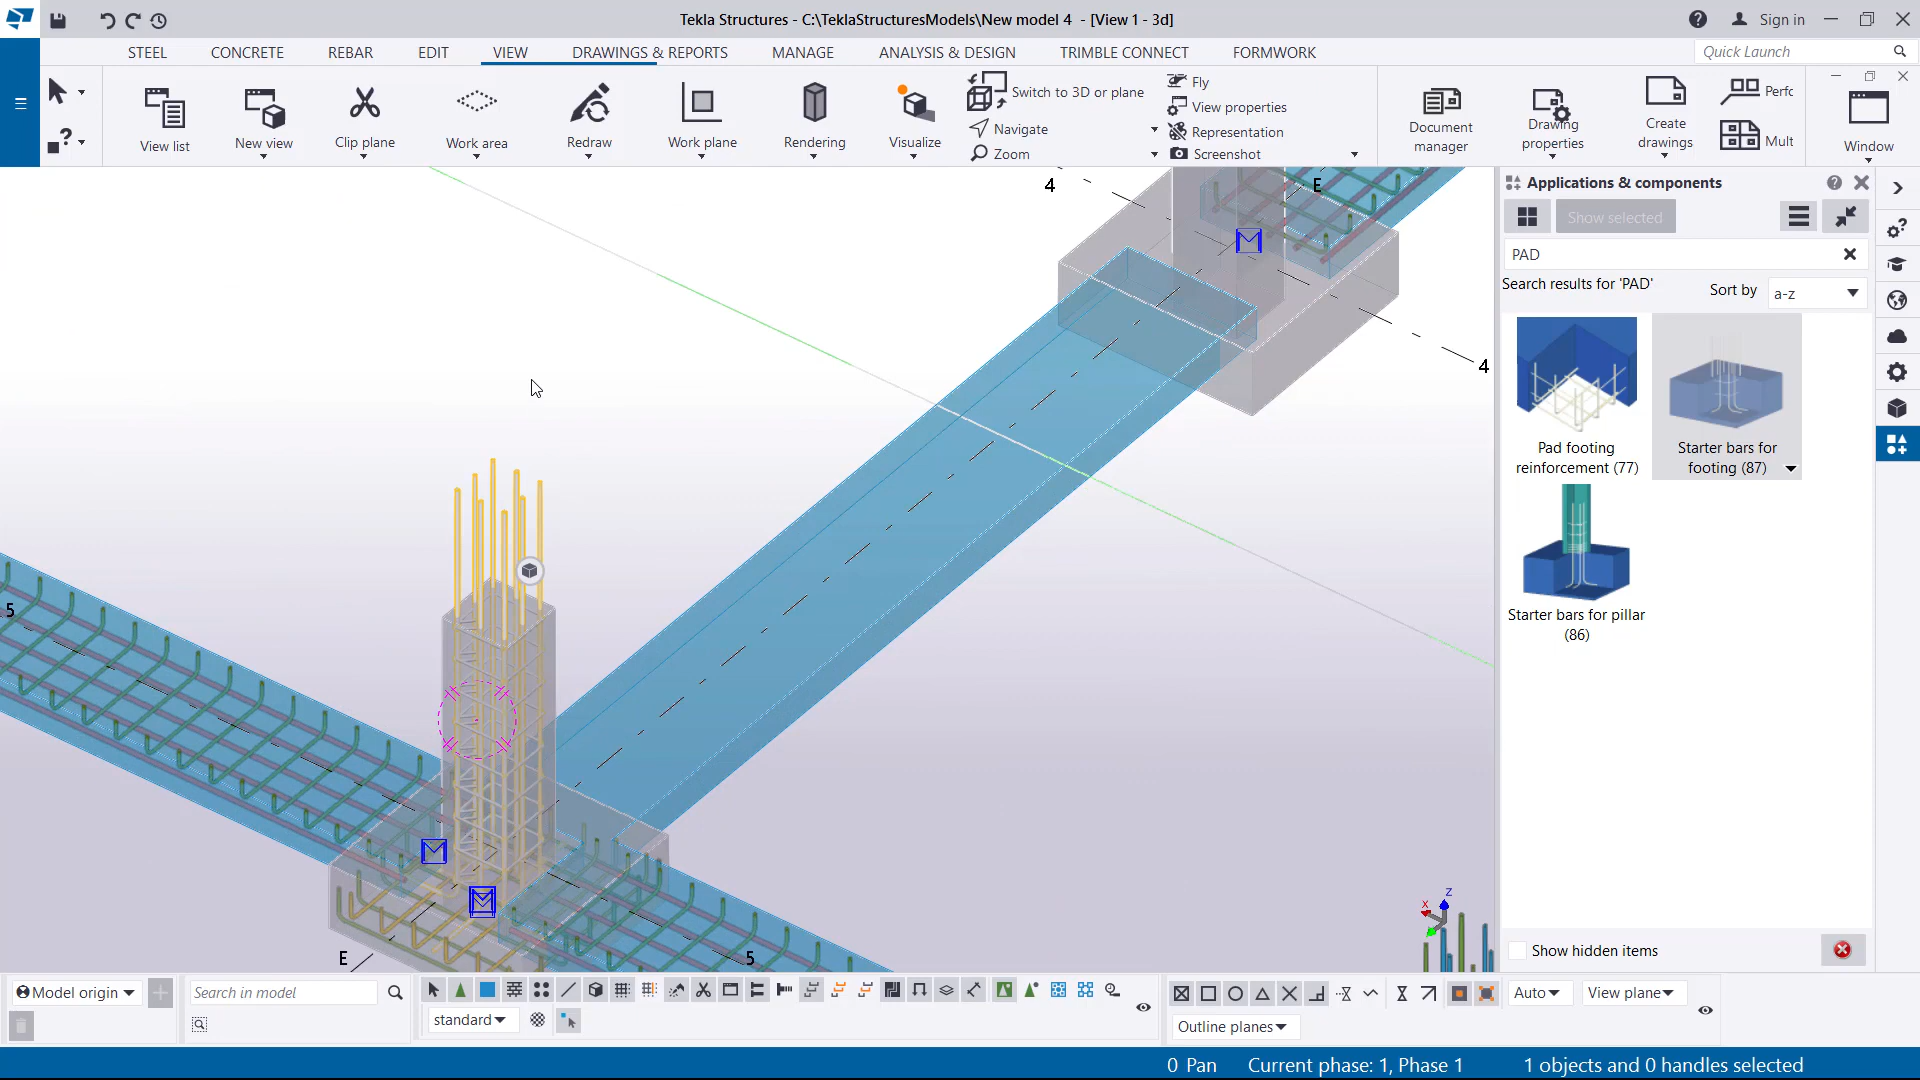 Tekla Structures - C:\TeklaStructuresModels\New model 4 - [View 1 - 3d]
Sign in
STEEL CONCRETE REBAR EDIT VIEW DRAWINGS & REPORTS MANAGE ANALYSIS & DESIGN TRIMBLE CONNECT FORMWORK
Quick Launch
View list
New view
Clip plane
Work area
Redraw
Work plane
Rendering
Visualize
Switch to 3D or plane
Navigate
Zoom
Fly
View properties
Representation
Screenshot
Document
manager
Drawing
properties
Create
drawings
Perfc
Mult
Window
Applications & components
Show selected
PAD
Search results for 'PAD'
Sort by
a-z
Pad footing
reinforcement (77)
Starter bars for
footing (87)
Starter bars for pillar
(86)
Show hidden items
4
E
4
5
E
5
Z
X
Model origin
Search in model
standard
Auto
View plane
Outline planes
0 Pan
Current phase: 1, Phase 1
1 objects and 0 handles selected